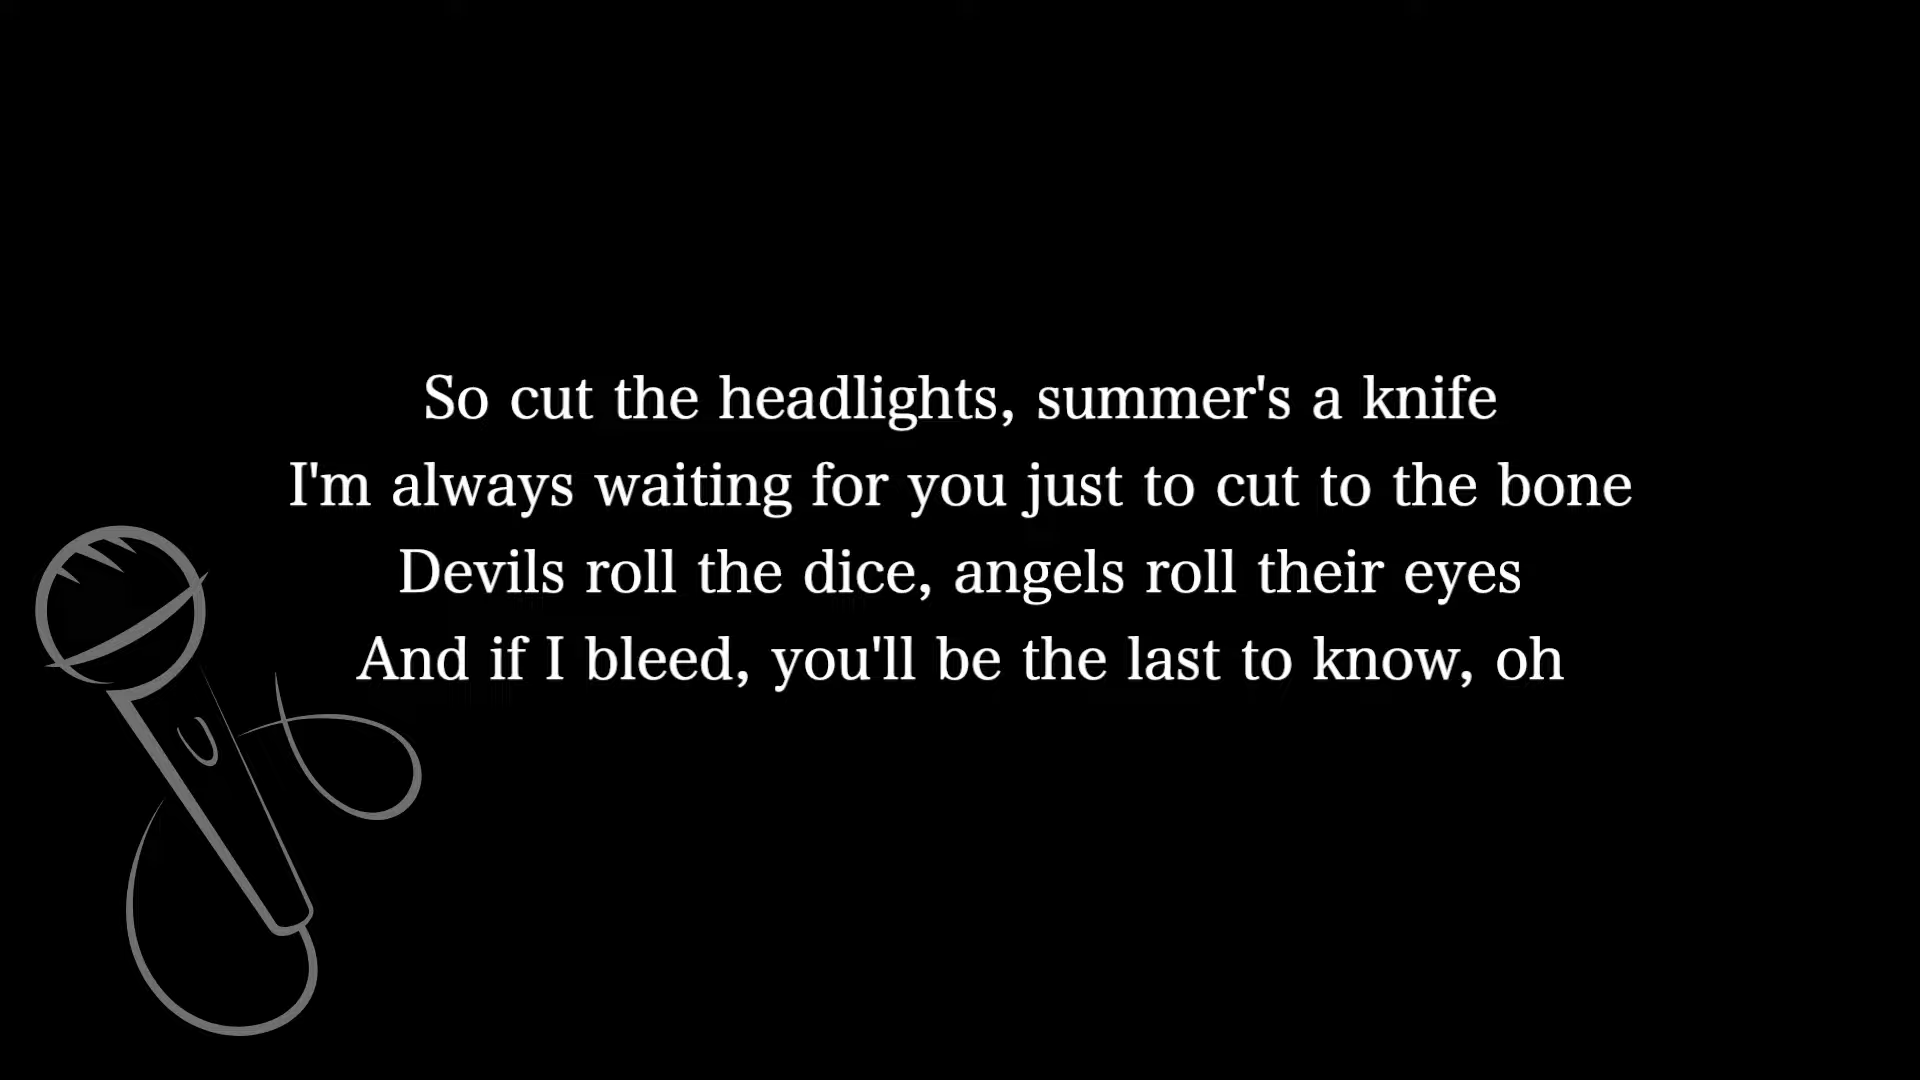 So cut the headlights, summer's a knife
I'm always waiting for you just to cut to the bone
Devils roll the dice, angels roll their eyes
And if I bleed, you'll be the last to know, oh